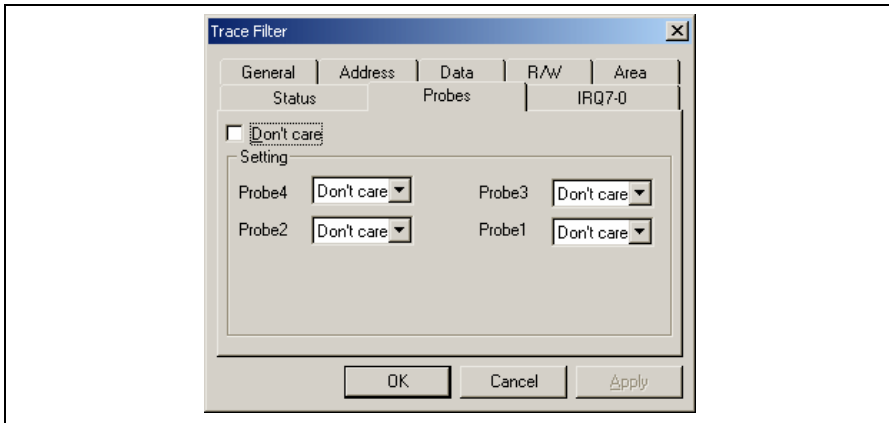 Trace Filter
General Address Data R/W Area
Status Probes IRQ7-0
Don't care
Setting
Probe4 Don't care Probe3 Don't care
Probe2 Don't care Probe1 Don't care
OK Cancel Apply